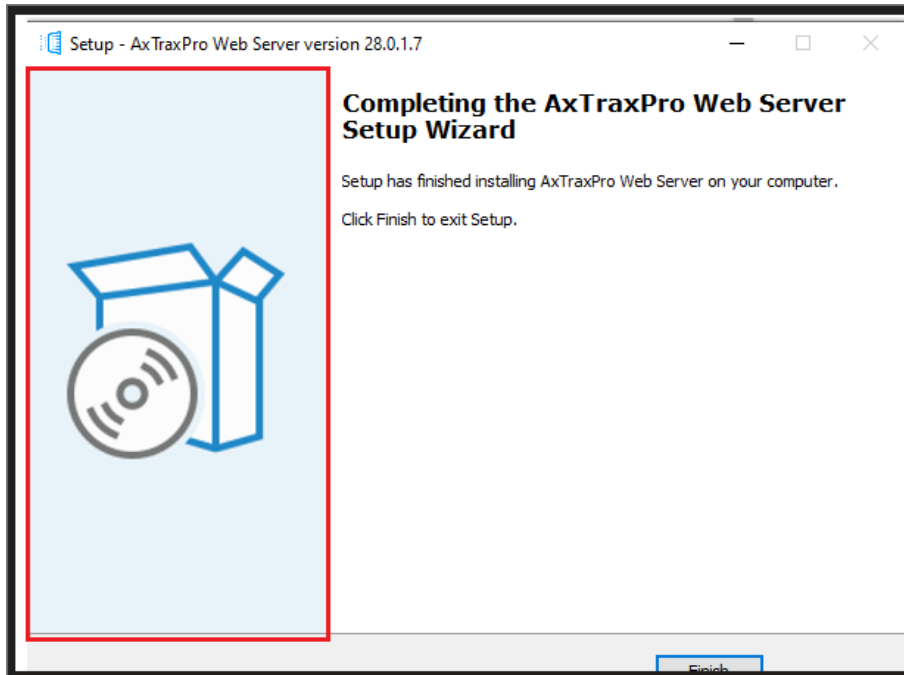 Setup - AxTraxPro Web Server version 28.0.1.7
Completing the AxTraxPro Web Server
Setup Wizard
Setup has finished installing AxTraxPro Web Server on your computer.
Click Finish to exit Setup.
Finish